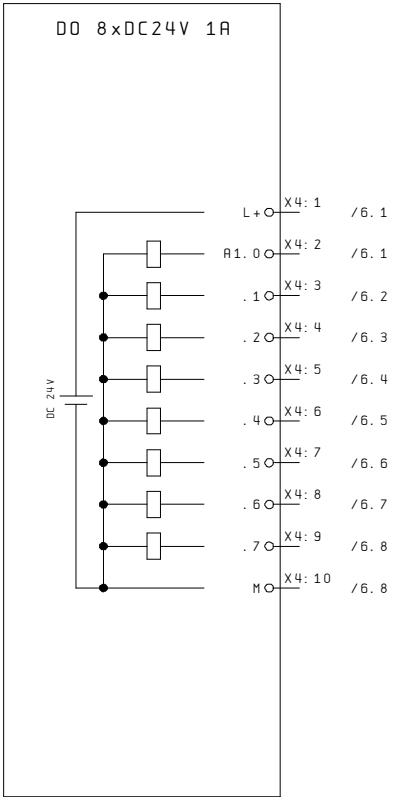 DO 8xDC24V 1A
L+ X4:1 /6.1
A1.0 X4:2 /6.1
.1 X4:3 /6.2
.2 X4:4 /6.3
.3 X4:5 /6.4
DC 24V
.4 X4:6 /6.5
.5 X4:7 /6.6
.6 X4:8 /6.7
.7 X4:9 /6.8
M X4:10 /6.8